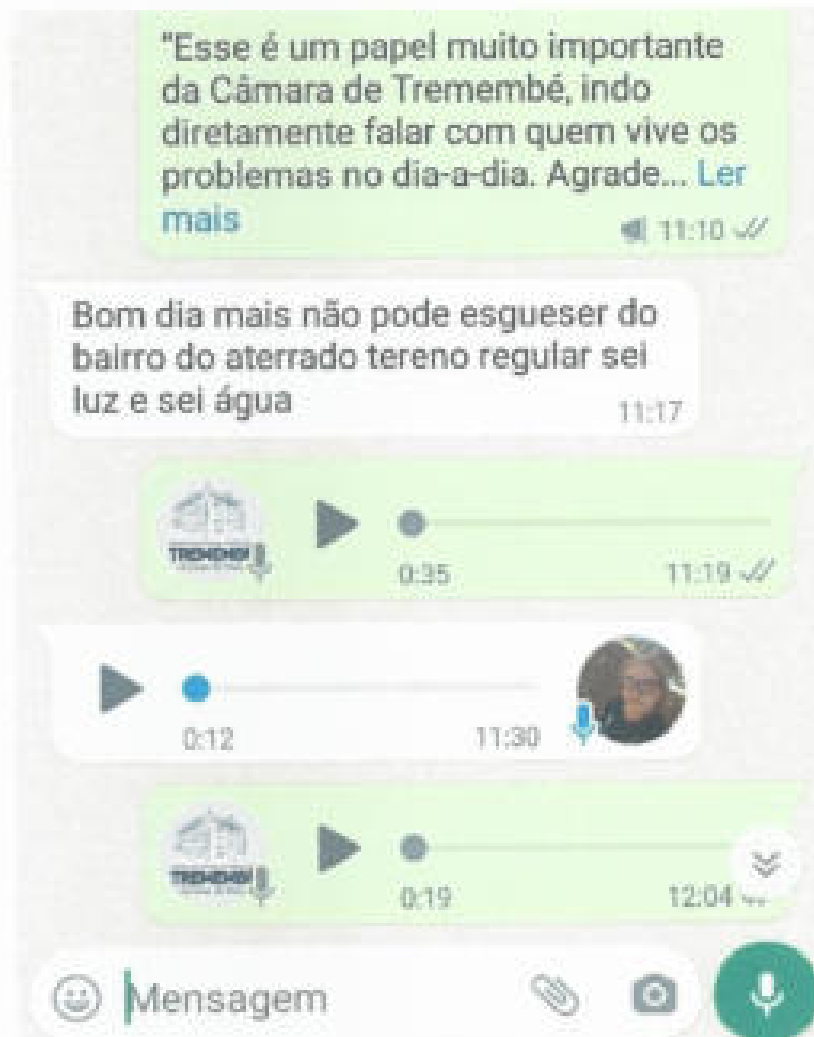 "Esse é um papel muito importante
da Câmara de Tremembé, indo
diretamente falar com quem vive os
problemas no dia-a-dia. Agrade... Ler
mais
11:10
Bom dia mais não pode esgueser do
bairro do aterrado tereno regular sei
luz e sei água
11:17
TREMEMBÉ
0:35
11:19
0:12
11:30
TREMEMBÉ
0:19
12:04
Mensagem